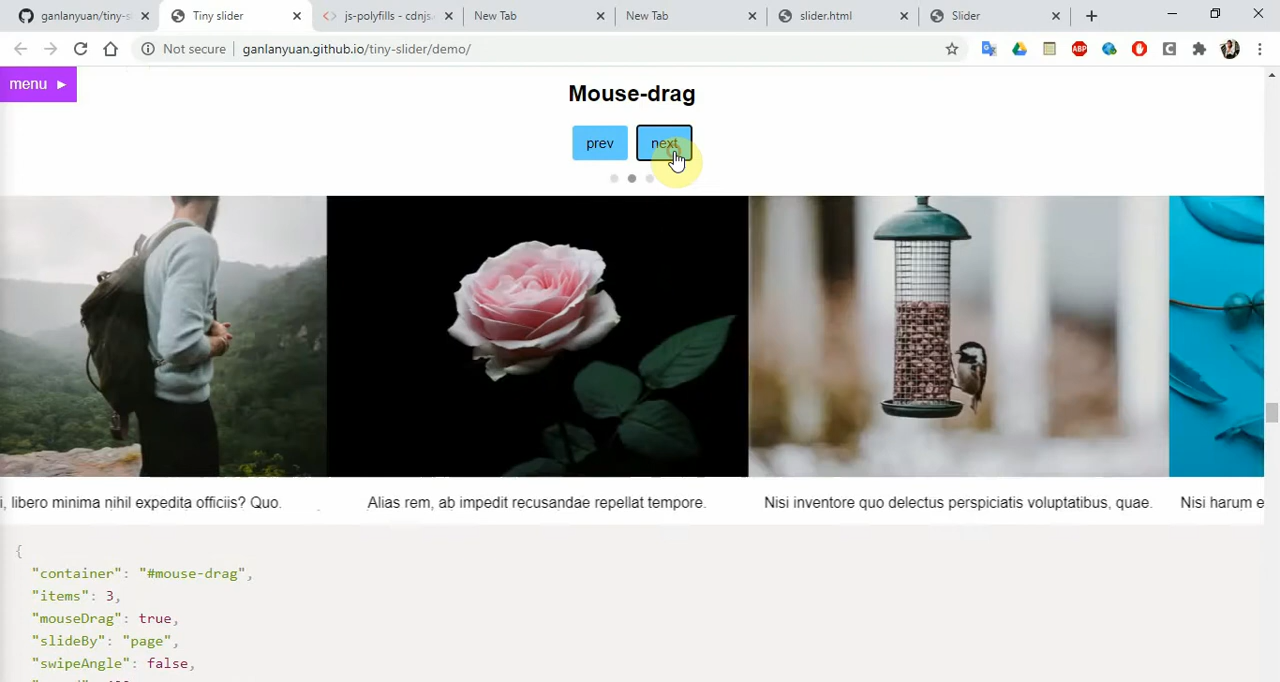 ganlanyuan/tiny-s
Tiny slider
js-polyfills - cdnjs.
New Tab
New Tab
slider.html
Slider
Not secure
ganlanyuan.github.io/tiny-slider/demo/
ABP
menu ►
Mouse-drag
prev
next
i, libero minima nihil expedita officiis? Quo.
Alias rem, ab impedit recusandae repellat tempore.
Nisi inventore quo delectus perspiciatis voluptatibus, quae.
Nisi harum e
{
"container": "#mouse-drag",
"items": 3,
"mouseDrag": true,
"slideBy": "page",
"swipeAngle": false,